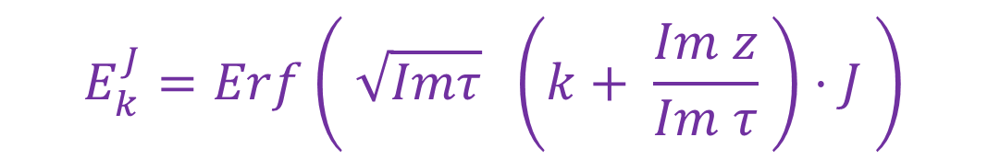 E_k^J = Erf ( √Imτ ( k + Im z / Im τ ) · J )